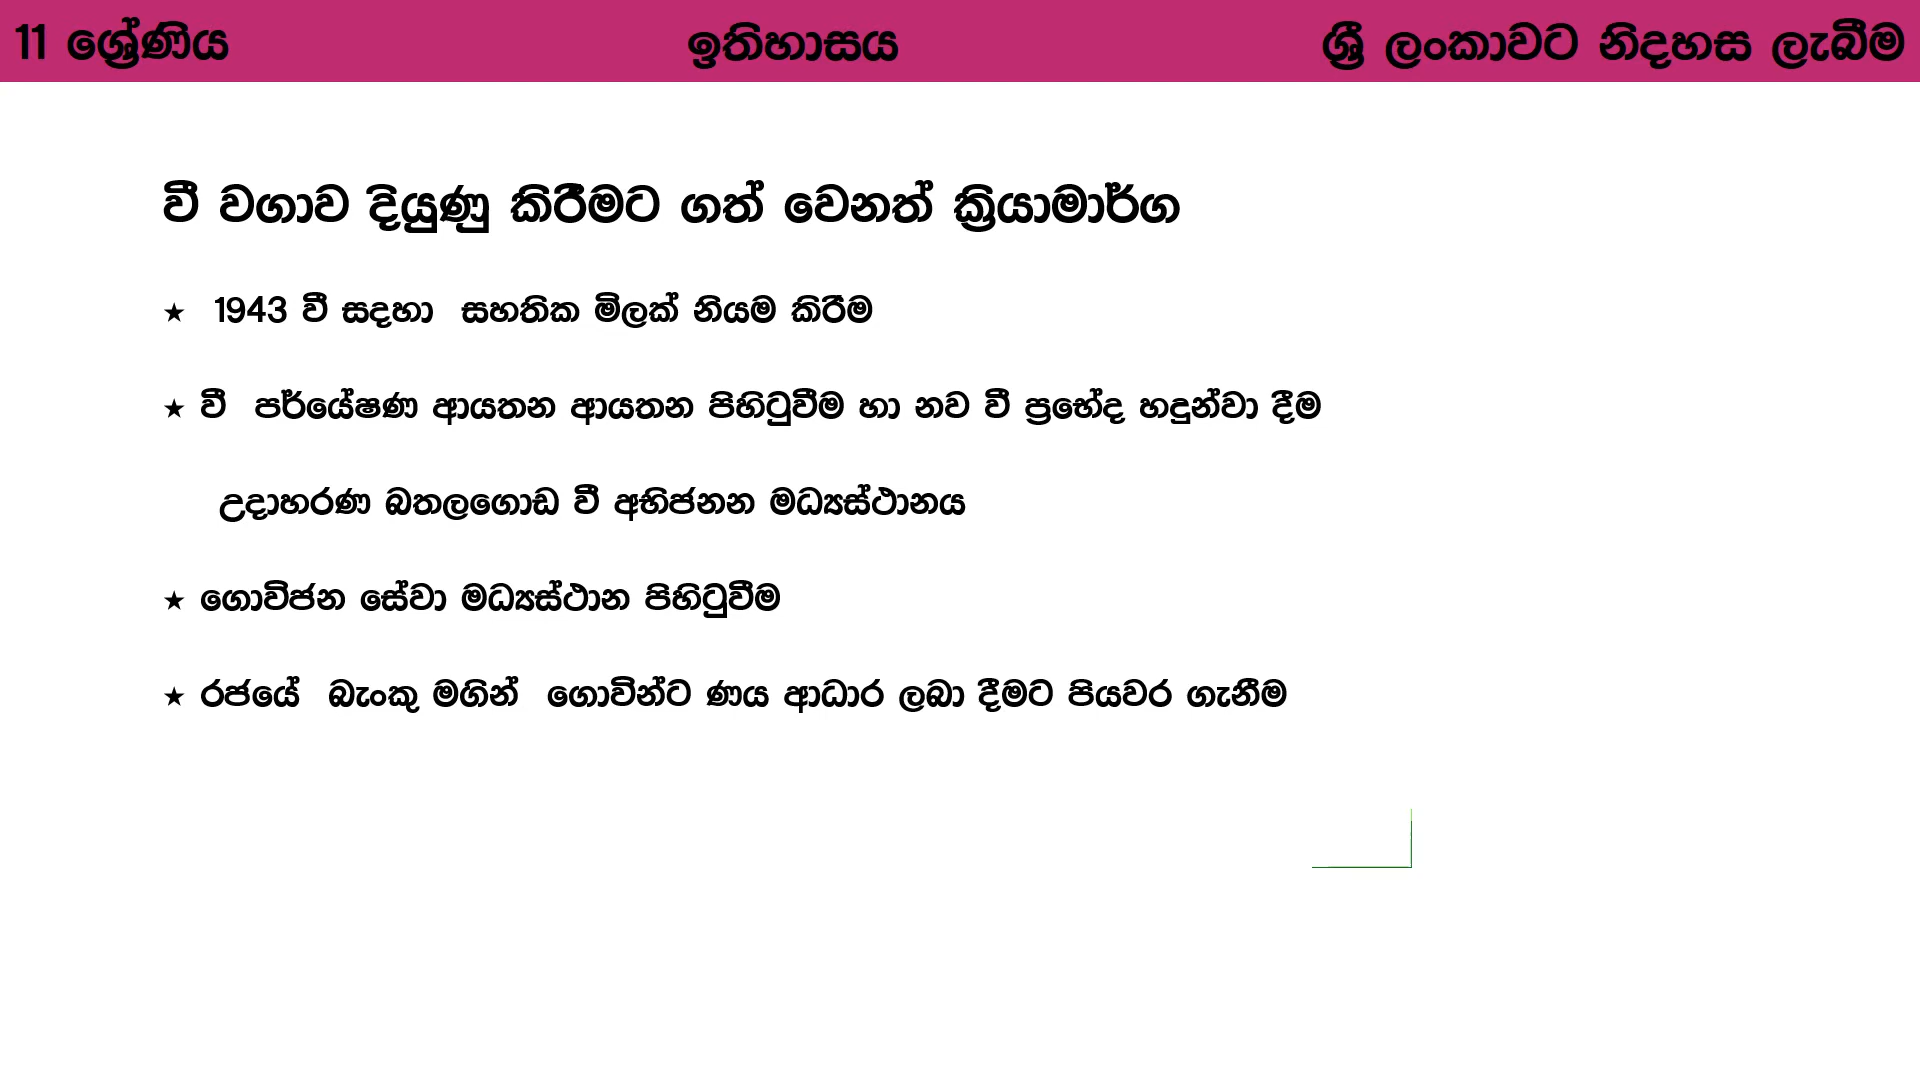 11 ශ්‍රේණිය ඉතිහාසය ශ්‍රී ලංකාවට නිදහස ලැබීම
වී වගාව දියුණු කිරීමට ගත් වෙනත් ක්‍රියාමාර්ග
★ 1943 වී සදහා සහතික මිලක් නියම කිරීම
★ වී පර්යේෂණ ආයතන ආයතන පිහිටුවීම හා නව වී ප්‍රභේද හදුන්වා දීම
උදාහරණ බතලගොඩ වී අභිජනන මධ්‍යස්ථානය
★ ගොවිජන සේවා මධ්‍යස්ථාන පිහිටුවීම
★ රජයේ බැංකු මගින් ගොවින්ට ණය ආධාර ලබා දීමට පියවර ගැනීම